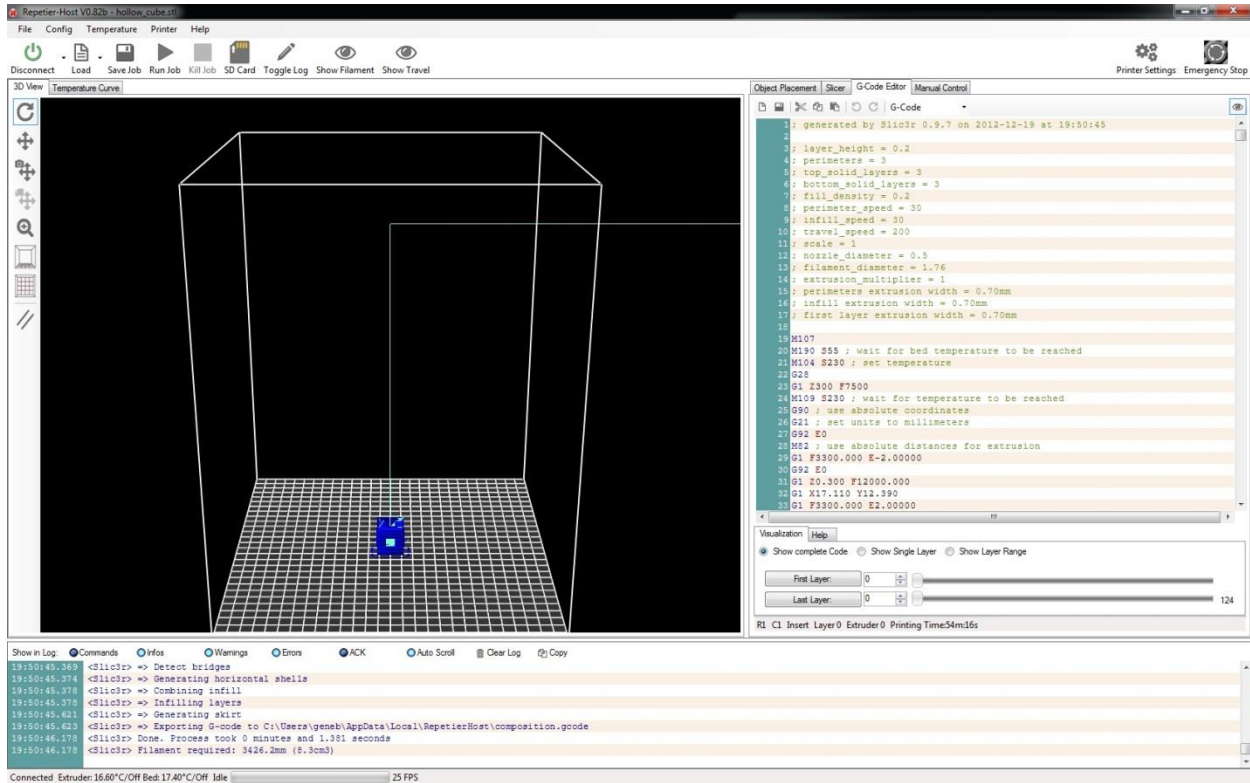 Repetier-Host V0.82b - hollow_cube.stl
File Config Temperature Printer Help
Disconnect Load Save Job Run Job Kill Job SD Card Toggle Log Show Filament Show Travel Printer Settings Emergency Stop
3D View Temperature Curve
Object Placement Slicer G-Code Editor Manual Control
G-Code
1 ; generated by Slic3r 0.9.7 on 2012-12-19 at 19:50:45
2
3 ; layer_height = 0.2
4 ; perimeters = 3
5 ; top_solid_layers = 3
6 ; bottom_solid_layers = 3
7 ; fill_density = 0.2
8 ; perimeter_speed = 30
9 ; infill_speed = 30
10 ; travel_speed = 200
11 ; scale = 1
12 ; nozzle_diameter = 0.5
13 ; filament_diameter = 1.76
14 ; extrusion_multiplier = 1
15 ; perimeters extrusion width = 0.70mm
16 ; infill extrusion width = 0.70mm
17 ; first layer extrusion width = 0.70mm
18
19 M107
20 M190 S55 ; wait for bed temperature to be reached
21 M104 S230 ; set temperature
22 G28
23 G1 Z300 F7500
24 M109 S230 ; wait for temperature to be reached
25 G90 ; use absolute coordinates
26 G21 ; set units to millimeters
27 G92 E0
28 M82 ; use absolute distances for extrusion
29 G1 F3300.000 E-2.00000
30 G92 E0
31 G1 Z0.300 F12000.000
32 G1 X17.110 Y12.390
33 G1 F3300.000 E2.00000
Visualization Help
Show complete Code Show Single Layer Show Layer Range
First Layer: 0
Last Layer: 0 124
R1 C1 Insert Layer 0 Extruder 0 Printing Time:54m:16s
Show in Log: Commands Infos Warnings Errors ACK Auto Scroll Clear Log Copy
19:50:45.369 <Slic3r> => Detect bridges
19:50:45.374 <Slic3r> => Generating horizontal shells
19:50:45.378 <Slic3r> => Combining infill
19:50:45.378 <Slic3r> => Infilling layers
19:50:45.621 <Slic3r> => Generating skirt
19:50:45.623 <Slic3r> => Exporting G-code to C:\Users\geneb\AppData\Local\RepetierHost\composition.gcode
19:50:46.178 <Slic3r> Done. Process took 0 minutes and 1.381 seconds
19:50:46.178 <Slic3r> Filament required: 3426.2mm (8.3cm3)
Connected Extruder: 16.60°C/Off Bed: 17.40°C/Off Idle 25 FPS